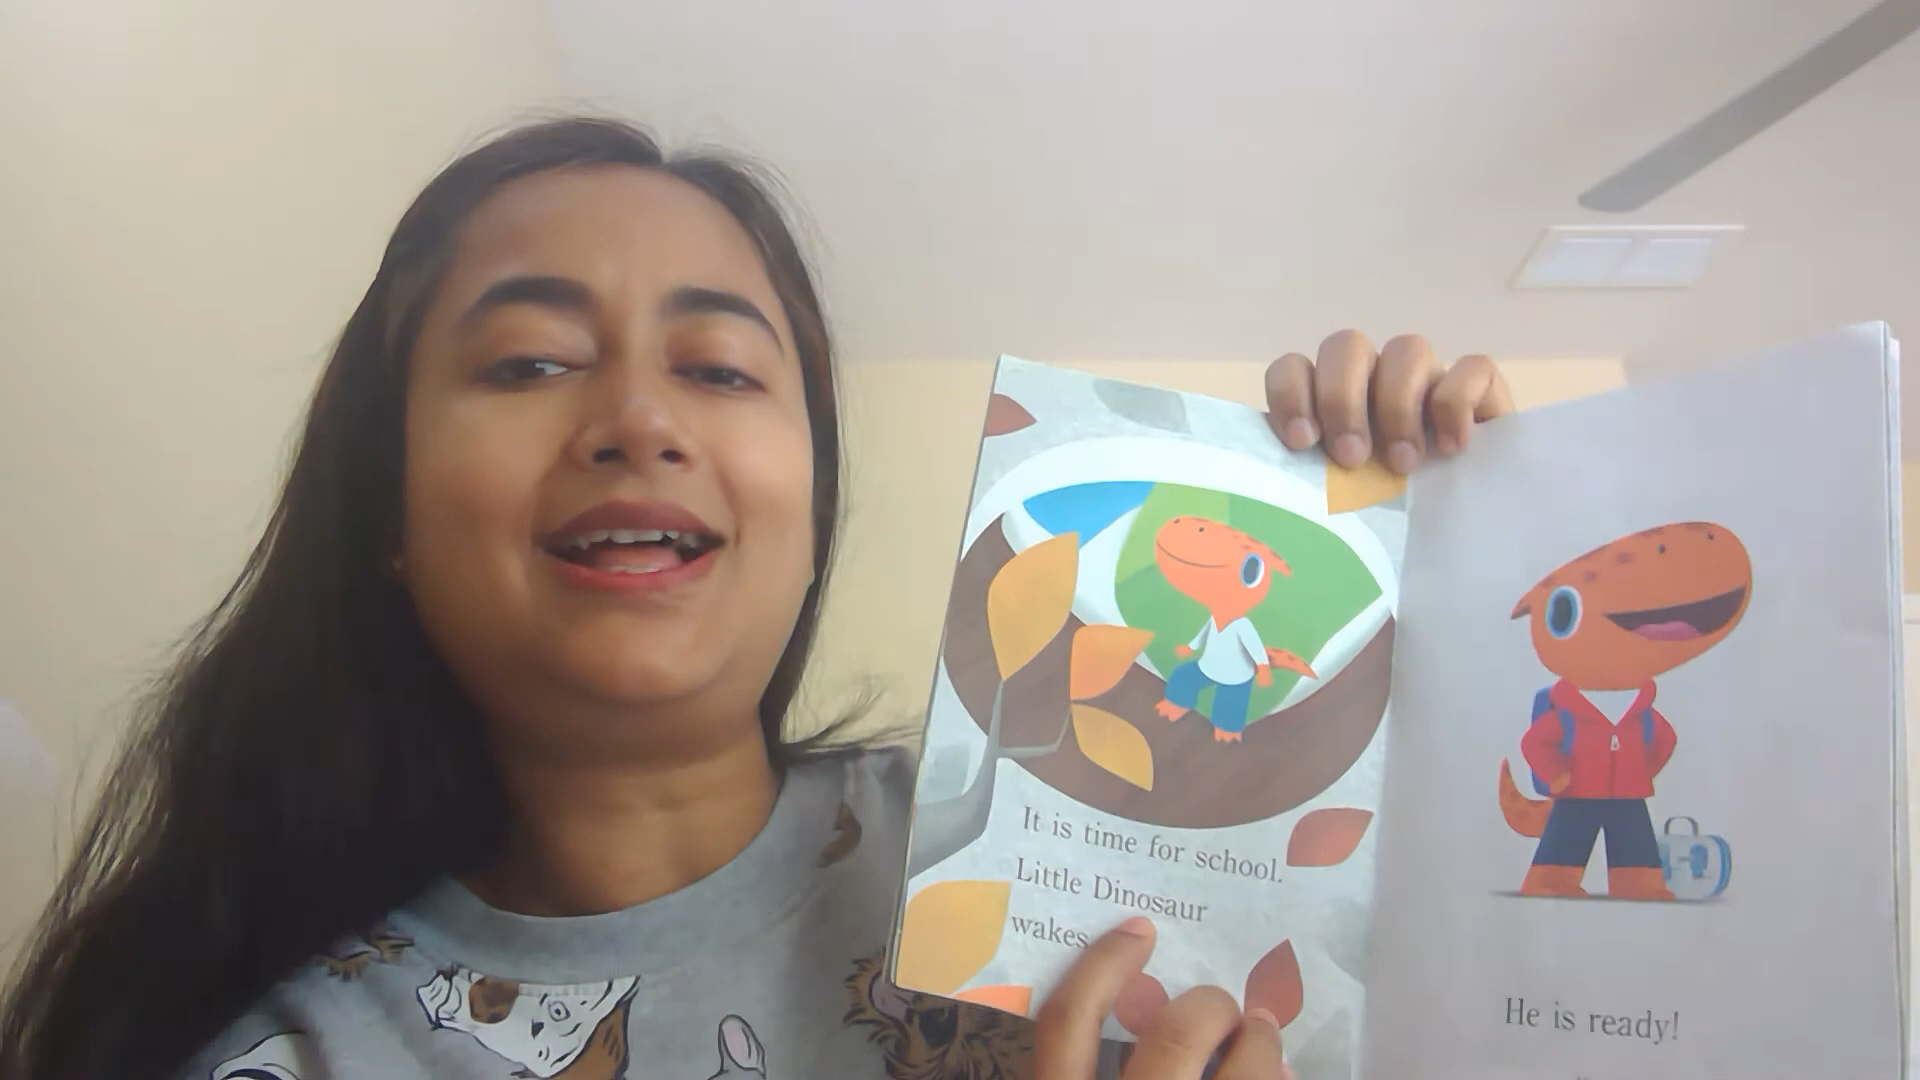 It is time for school.
Little Dinosaur
wakes
He is ready!